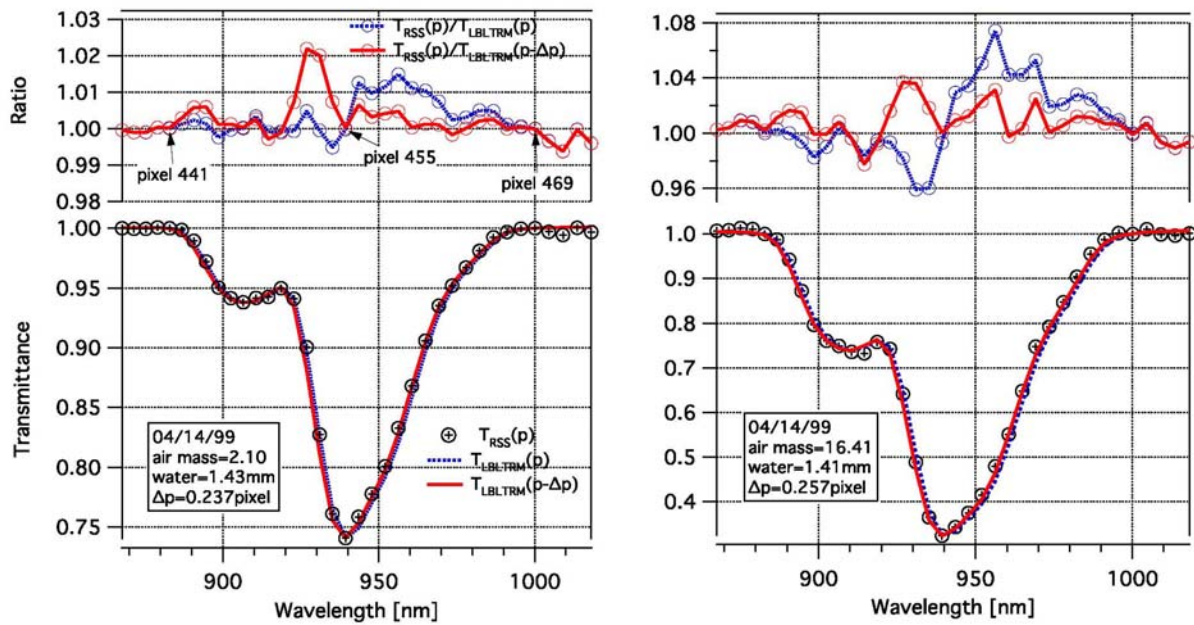 1.04
1.03
1.02
1.01
1.00
0.99
0.98
Ratio
T_RSS(p)/T_LBLTRM(p)
T_RSS(p)/T_LBLTRM(p-Δp)
pixel 441
pixel 455
pixel 469
1.00
0.95
0.90
0.85
0.80
0.75
Transmittance
04/14/99
air mass=2.10
water=1.43mm
Δp=0.237pixel
T_RSS(p)
T_LBLTRM(p)
T_LBLTRM(p-Δp)
900
950
1000
Wavelength [nm]
1.08
1.04
1.00
0.96
1.0
0.9
0.8
0.7
0.6
0.5
0.4
04/14/99
air mass=16.41
water=1.41mm
Δp=0.257pixel
900
950
1000
Wavelength [nm]